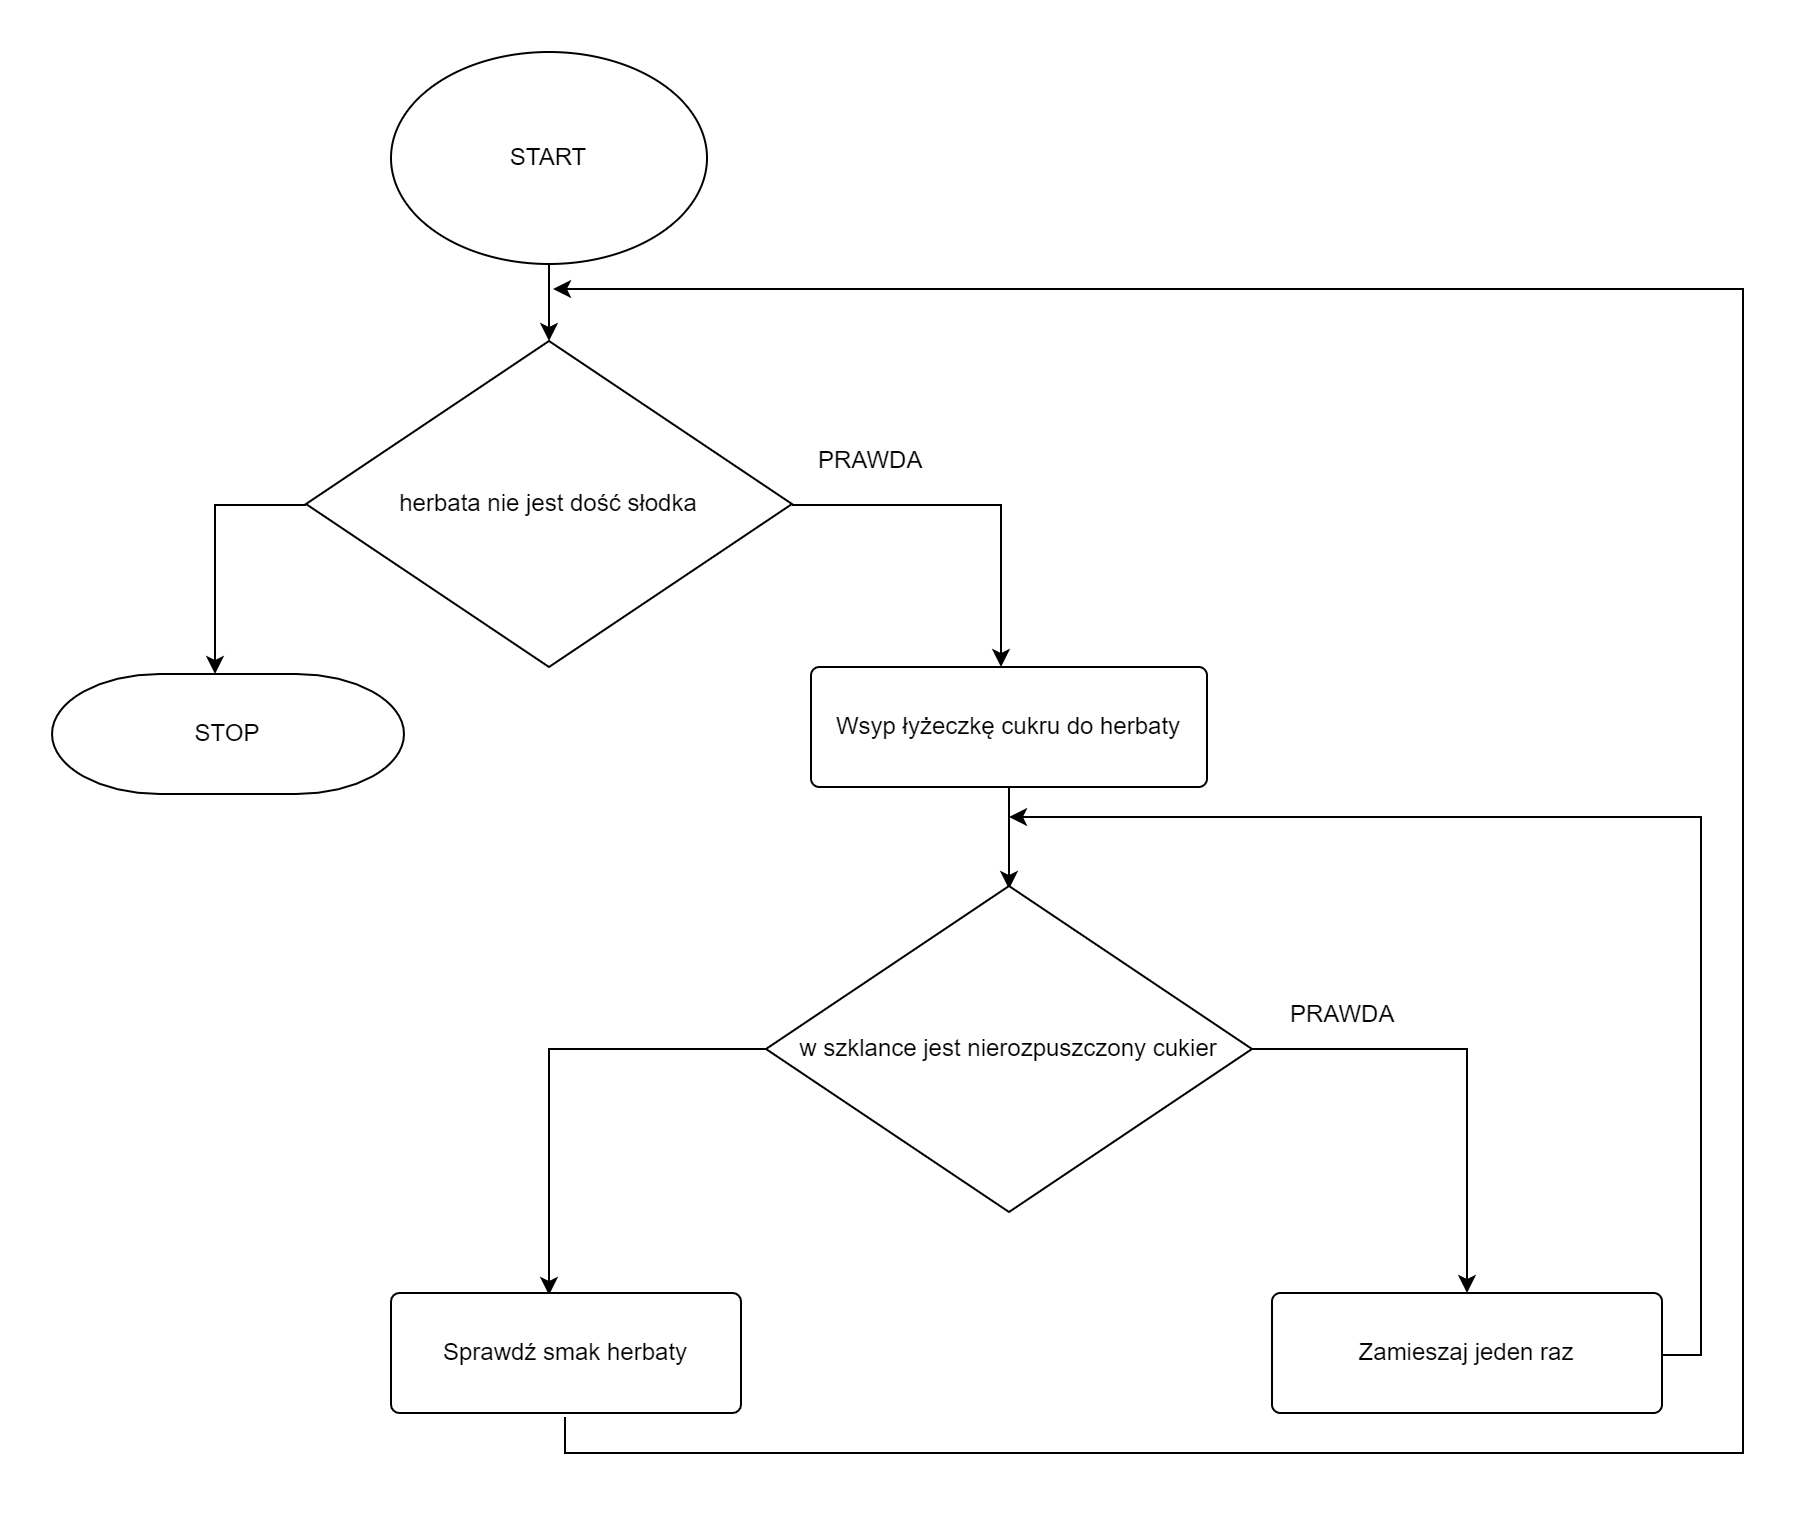 START
PRAWDA
herbata nie jest dość słodka
STOP
Wsyp łyżeczkę cukru do herbaty
PRAWDA
w szklance jest nierozpuszczony cukier
Sprawdź smak herbaty
Zamieszaj jeden raz